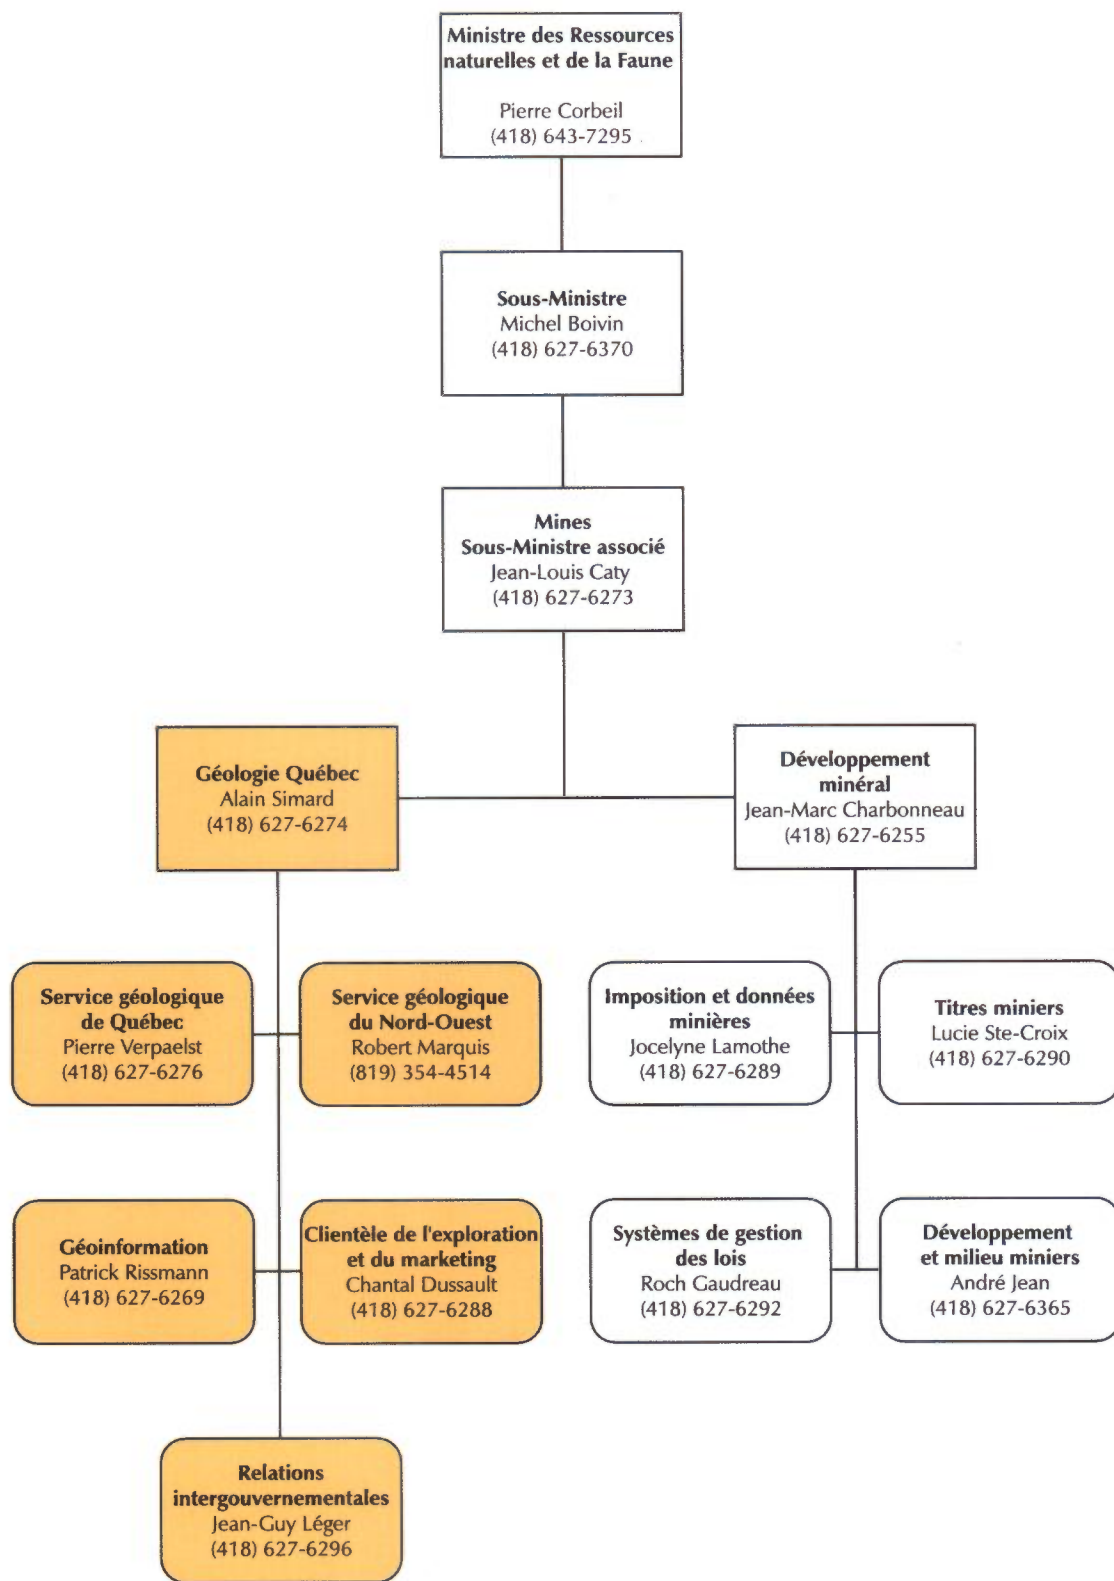 Ministre des Ressources
naturelles et de la Faune
Pierre Corbeil
(418) 643-7295
Sous-Ministre
Michel Boivin
(418) 627-6370
Mines
Sous-Ministre associé
Jean-Louis Caty
(418) 627-6273
Géologie Québec
Alain Simard
(418) 627-6274
Développement
minéral
Jean-Marc Charbonneau
(418) 627-6255
Service géologique
de Québec
Pierre Verpaelst
(418) 627-6276
Service géologique
du Nord-Ouest
Robert Marquis
(819) 354-4514
Imposition et données
minières
Jocelyne Lamothe
(418) 627-6289
Titres miniers
Lucie Ste-Croix
(418) 627-6290
Géoinformation
Patrick Rissmann
(418) 627-6269
Clientèle de l'exploration
et du marketing
Chantal Dussault
(418) 627-6288
Systèmes de gestion
des lois
Roch Gaudreau
(418) 627-6292
Développement
et milieu miniers
André Jean
(418) 627-6365
Relations
intergouvernementales
Jean-Guy Léger
(418) 627-6296